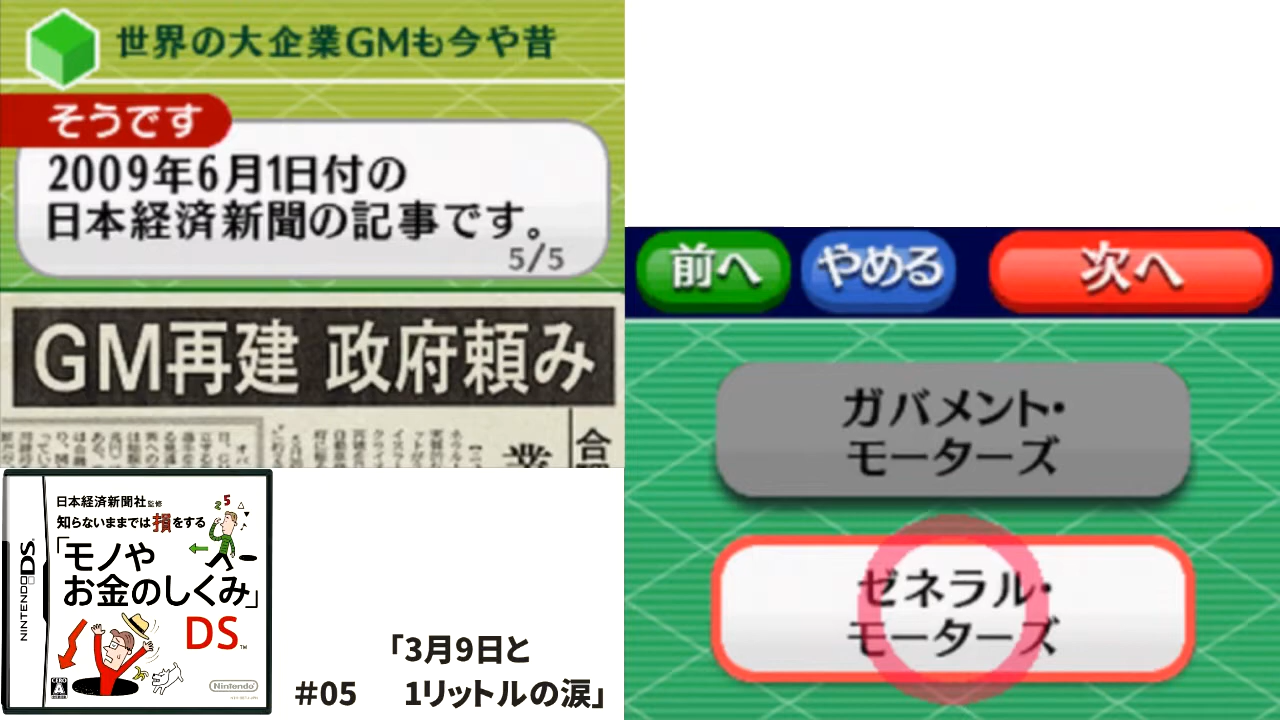 世界の大企業GMも今や昔
そうです
2009年6月1日付の
日本経済新聞の記事です。
5/5
GM再建 政府頼み
前へ
やめる
次へ
ガバメント・
モーターズ
ゼネラル・
モーターズ
NINTENDO DS
日本経済新聞社監修
知らないままでは損をする
「モノや
お金のしくみ」
DS
Nintendo
「3月9日と
#05 1リットルの涙」